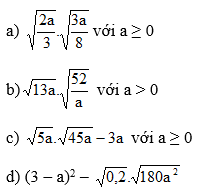 a) √(2a/3).√(3a/8) với a ≥ 0
b) √13a.√(52/a) với a > 0
c) √5a.√45a – 3a với a ≥ 0
d) (3 – a)² – √0,2.√180a²